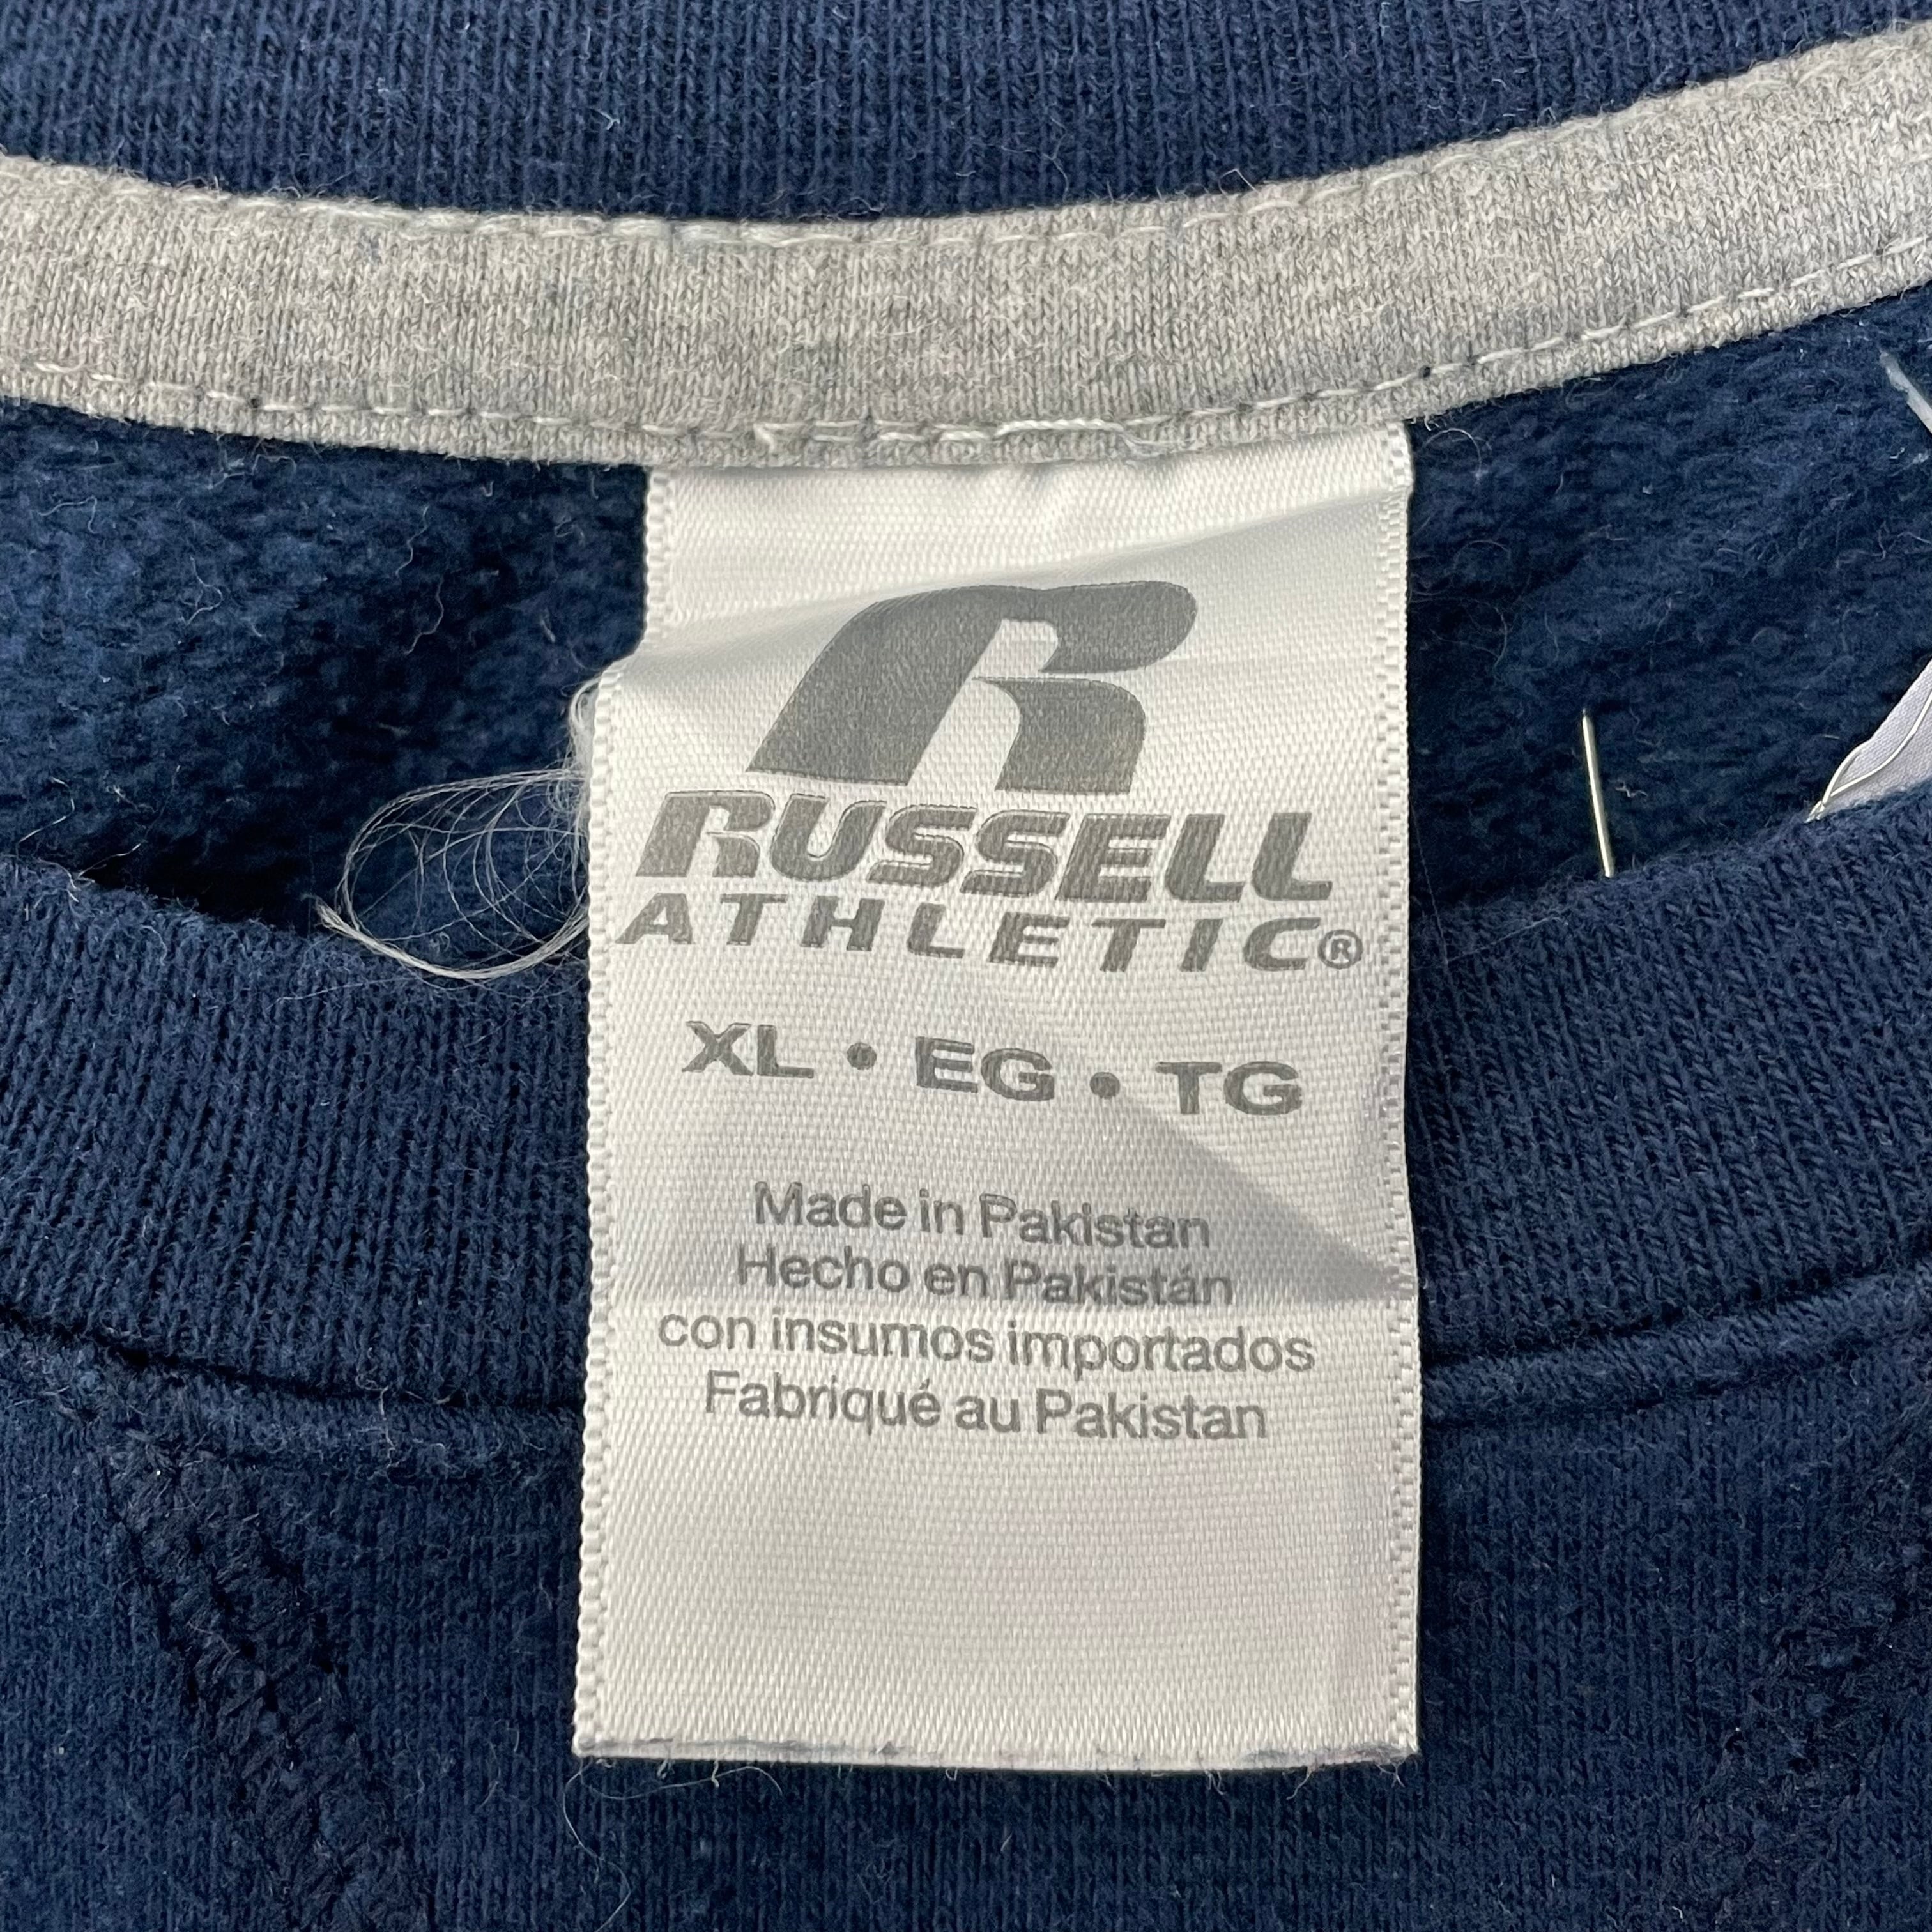 RUSSELL
ATHLETIC®
XL • EG • TG
Made in Pakistan
Hecho en Pakistán
con insumos importados
Fabriqué au Pakistan